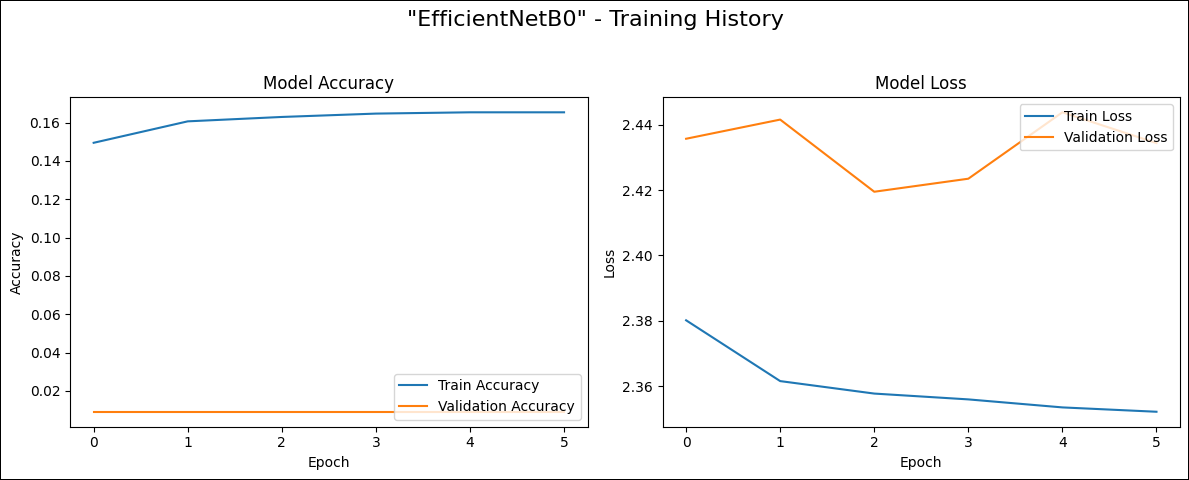 "EfficientNetB0" - Training History
Model Accuracy
0.16
0.14
0.12
0.10
0.08
0.06
0.04
0.02
Accuracy
Train Accuracy
Validation Accuracy
0 1 2 3 4 5
Epoch
Model Loss
2.44
2.42
2.40
2.38
2.36
Loss
Train Loss
Validation Loss
0 1 2 3 4 5
Epoch